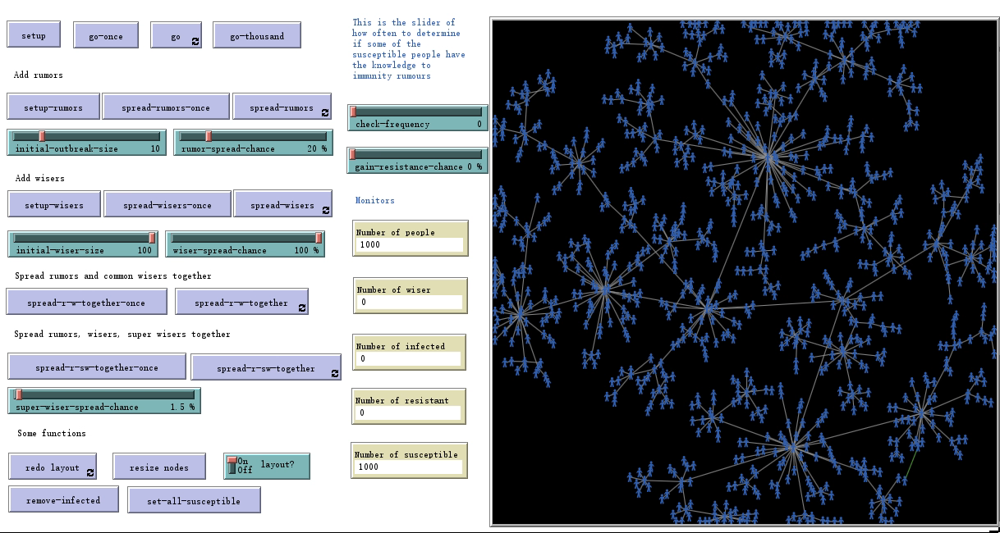 setup
go-once
go
go-thousand
Add rumors
setup-rumors
spread-rumors-once
spread-rumors
initial-outbreak-size 10
rumor-spread-chance 20 %
Add wisers
setup-wisers
spread-wisers-once
spread-wisers
initial-wiser-size 100
wiser-spread-chance 100 %
Spread rumors and common wisers together
spread-r-w-together-once
spread-r-w-together
Spread rumors, wisers, super wisers together
spread-r-sw-together-once
spread-r-sw-together
super-wiser-spread-chance 1.5 %
Some functions
redo layout
resize nodes
On
Off
layout?
remove-infected
set-all-susceptible
This is the slider of
how often to determine
if some of the
susceptible people have
the knowledge to
immunity rumours
check-frequency 0
gain-resistance-chance 0 %
Monitors
Number of people
1000
Number of wiser
0
Number of infected
0
Number of resistant
0
Number of susceptible
1000